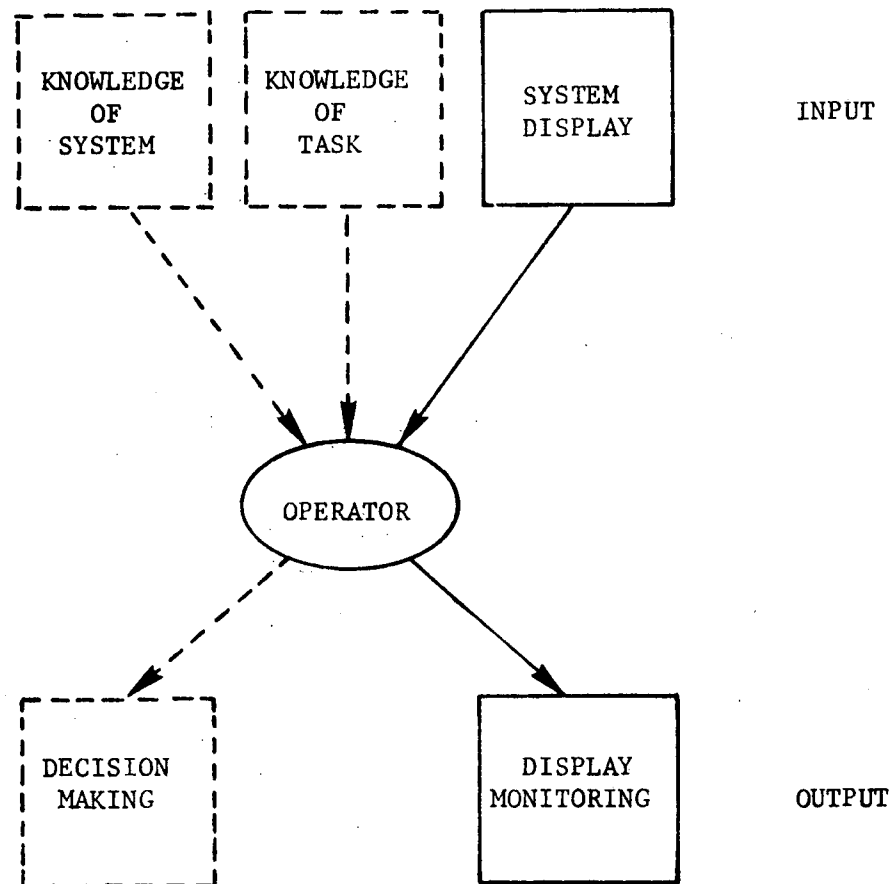 KNOWLEDGE
OF
SYSTEM
KNOWLEDGE
OF
TASK
SYSTEM
DISPLAY
INPUT
OPERATOR
DECISION
MAKING
DISPLAY
MONITORING
OUTPUT